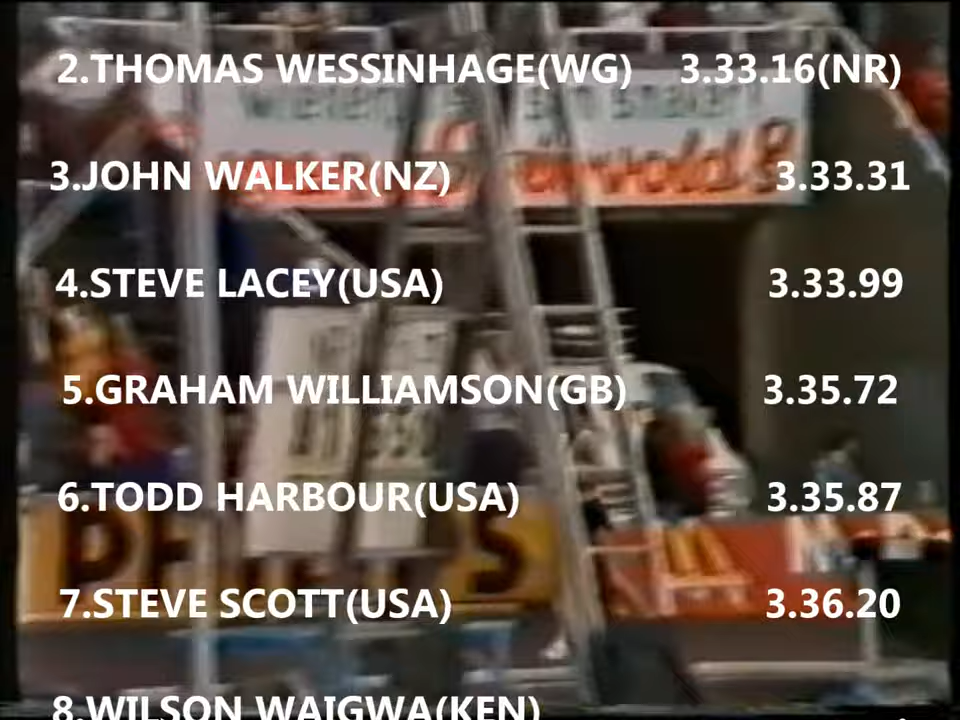 2.THOMAS WESSINHAGE(WG) 3.33.16(NR)
3.JOHN WALKER(NZ) 3.33.31
4.STEVE LACEY(USA) 3.33.99
5.GRAHAM WILLIAMSON(GB) 3.35.72
6.TODD HARBOUR(USA) 3.35.87
7.STEVE SCOTT(USA) 3.36.20
8.WILSON WAIGWA(KEN)